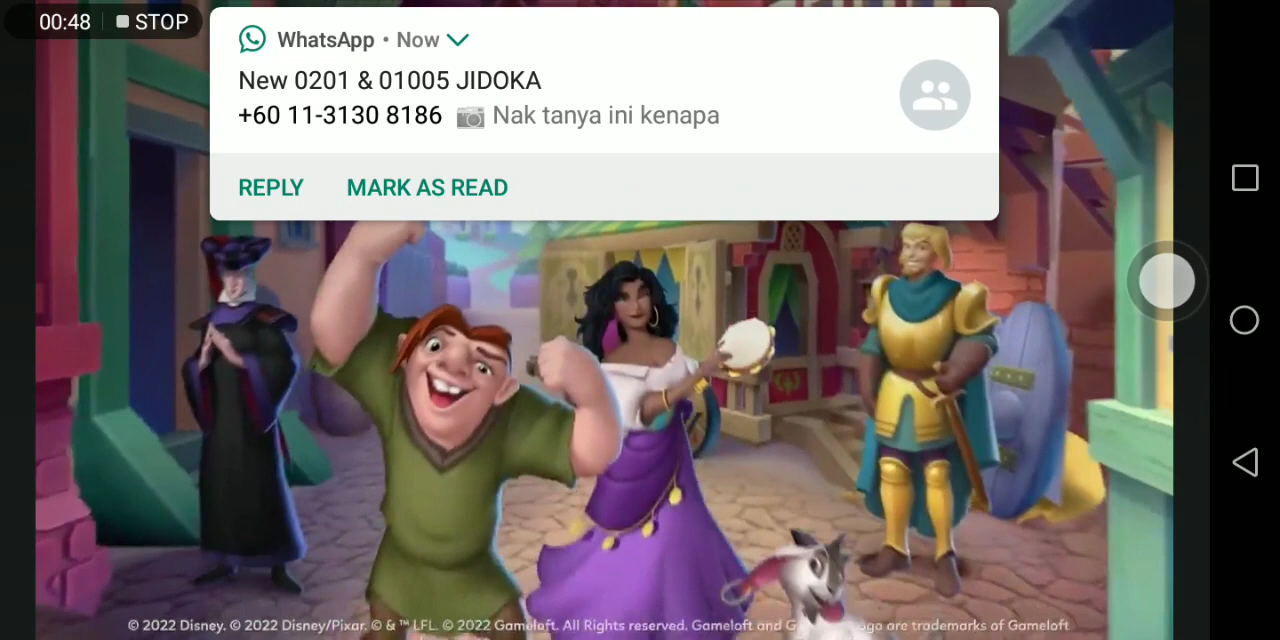 00:48 STOP
WhatsApp • Now
New 0201 & 01005 JIDOKA
+60 11-3130 8186 Nak tanya ini kenapa
REPLY MARK AS READ
© 2022 Disney. © 2022 Disney/Pixar. © & ™ LFL. © 2022 Gameloft. All Rights reserved. Gameloft and are trademarks of Gameloft